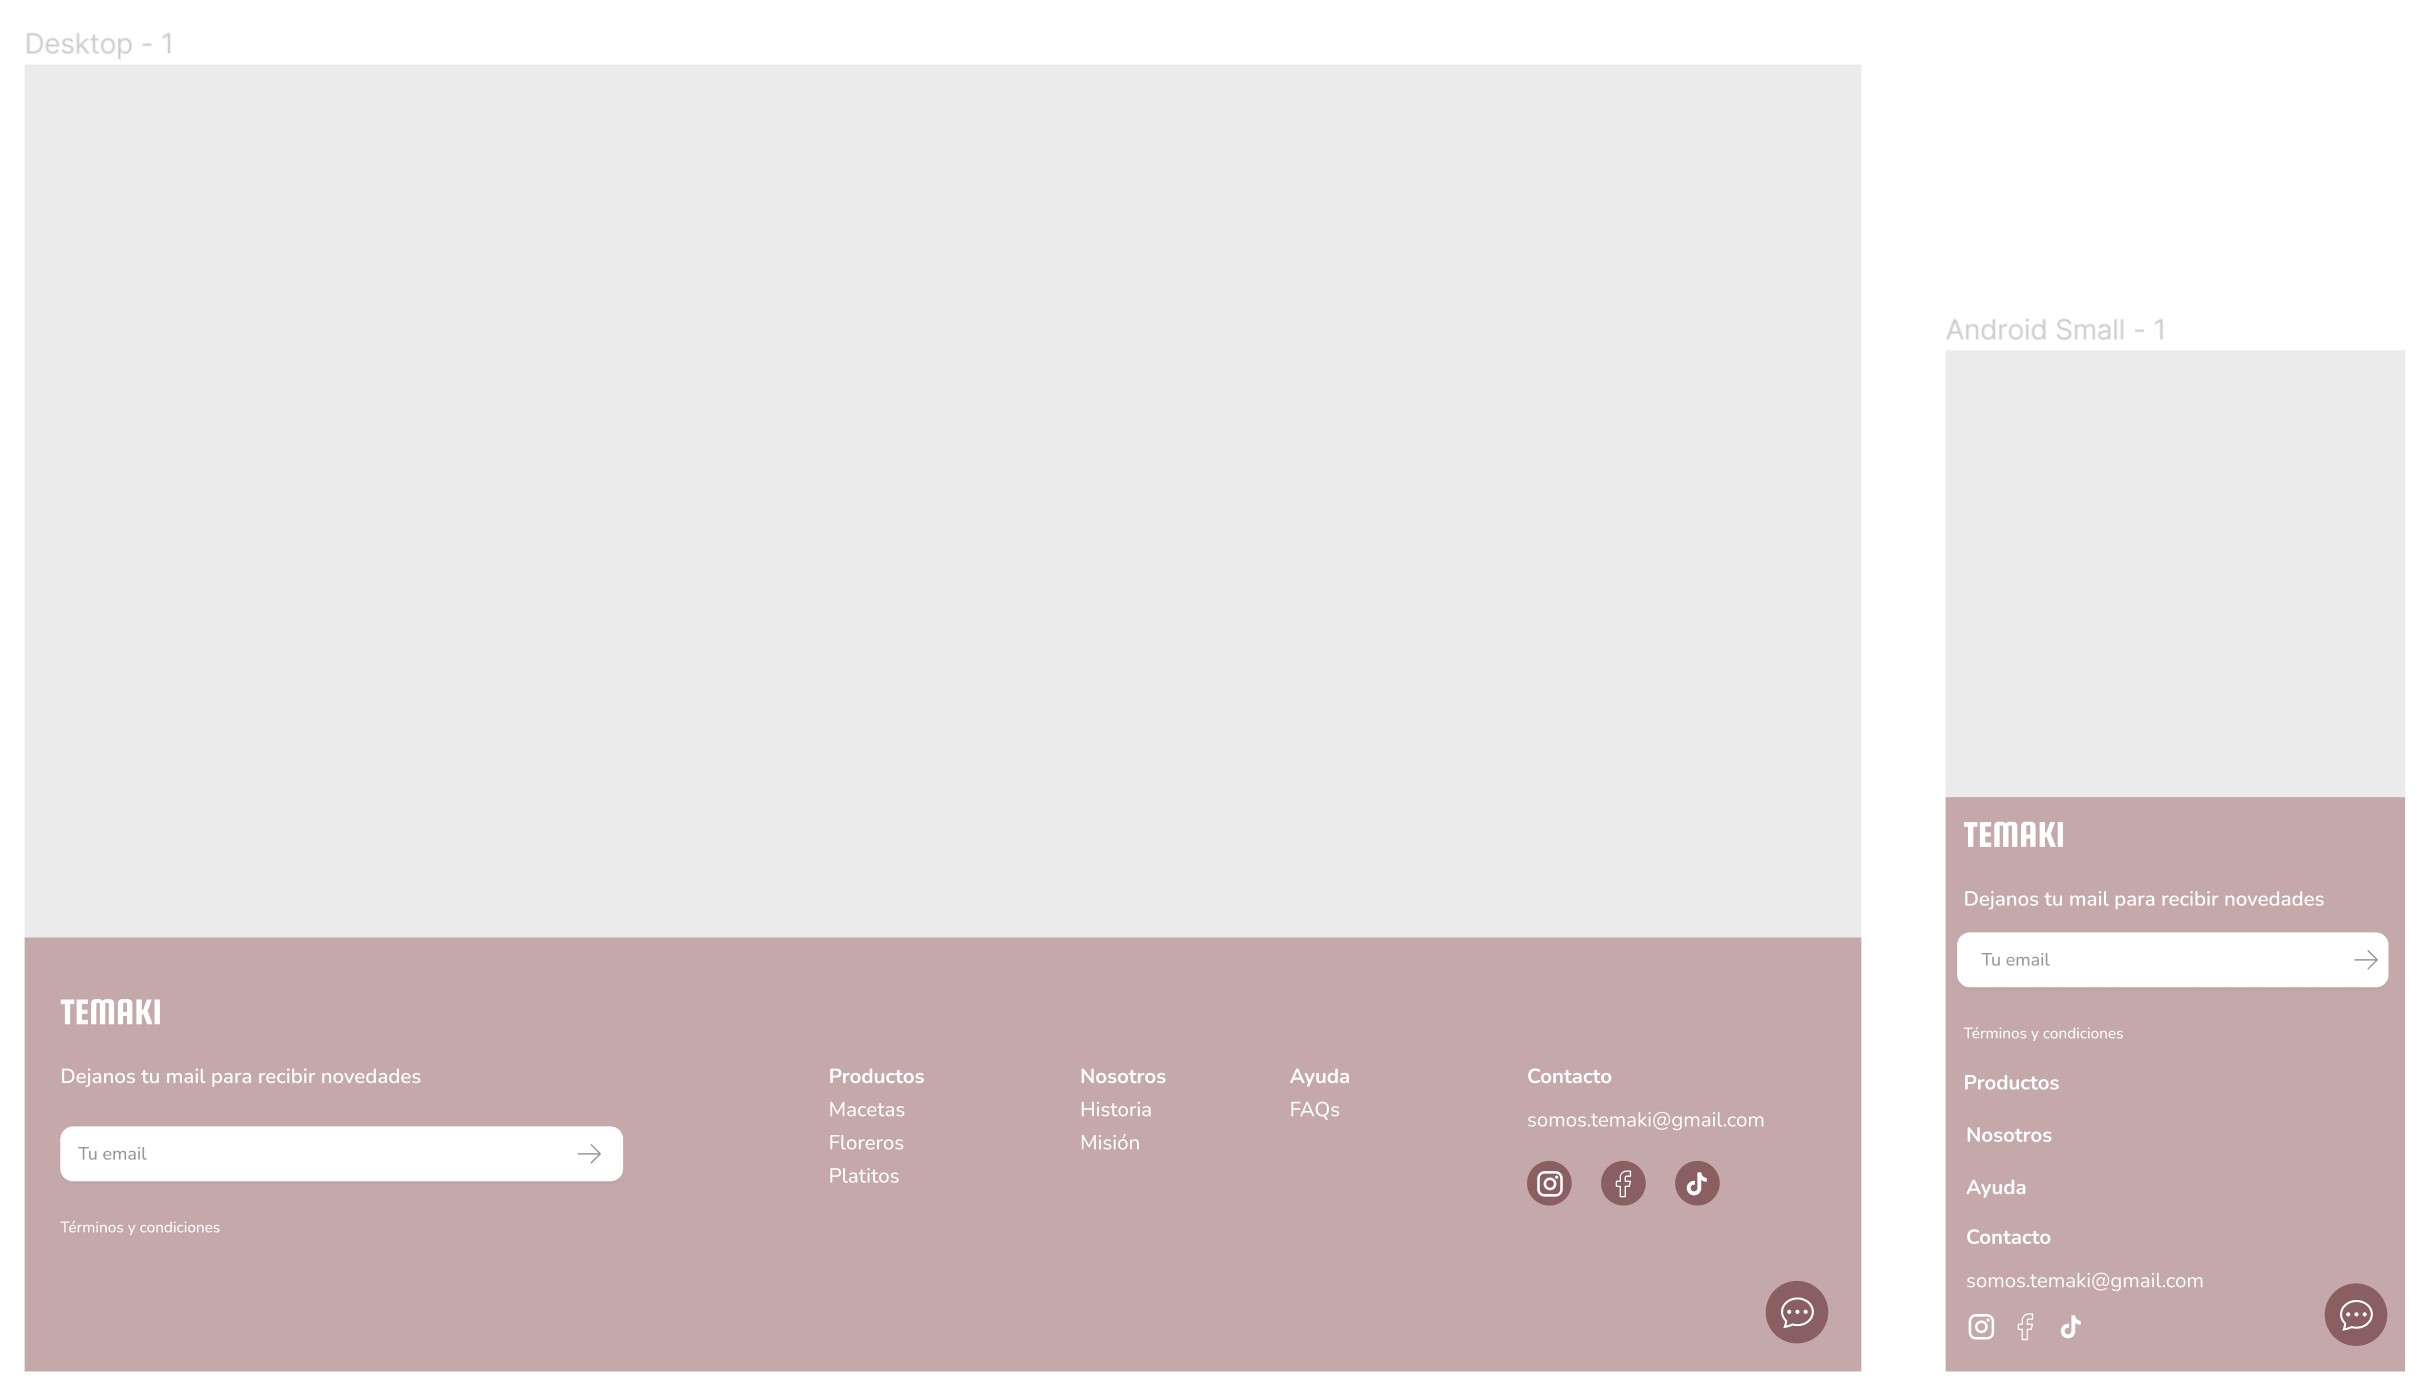 Desktop - 1
TEMAKI
Dejanos tu mail para recibir novedades
Tu email
Términos y condiciones
Productos
Macetas
Floreros
Platitos
Nosotros
Historia
Misión
Ayuda
FAQs
Contacto
somos.temaki@gmail.com
Android Small - 1
TEMAKI
Dejanos tu mail para recibir novedades
Tu email
Términos y condiciones
Productos
Nosotros
Ayuda
Contacto
somos.temaki@gmail.com